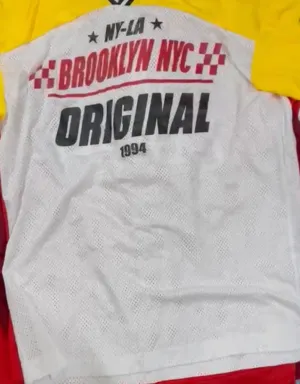 NY-LA
BROOKLYN NYC
ORIGINAL
1994